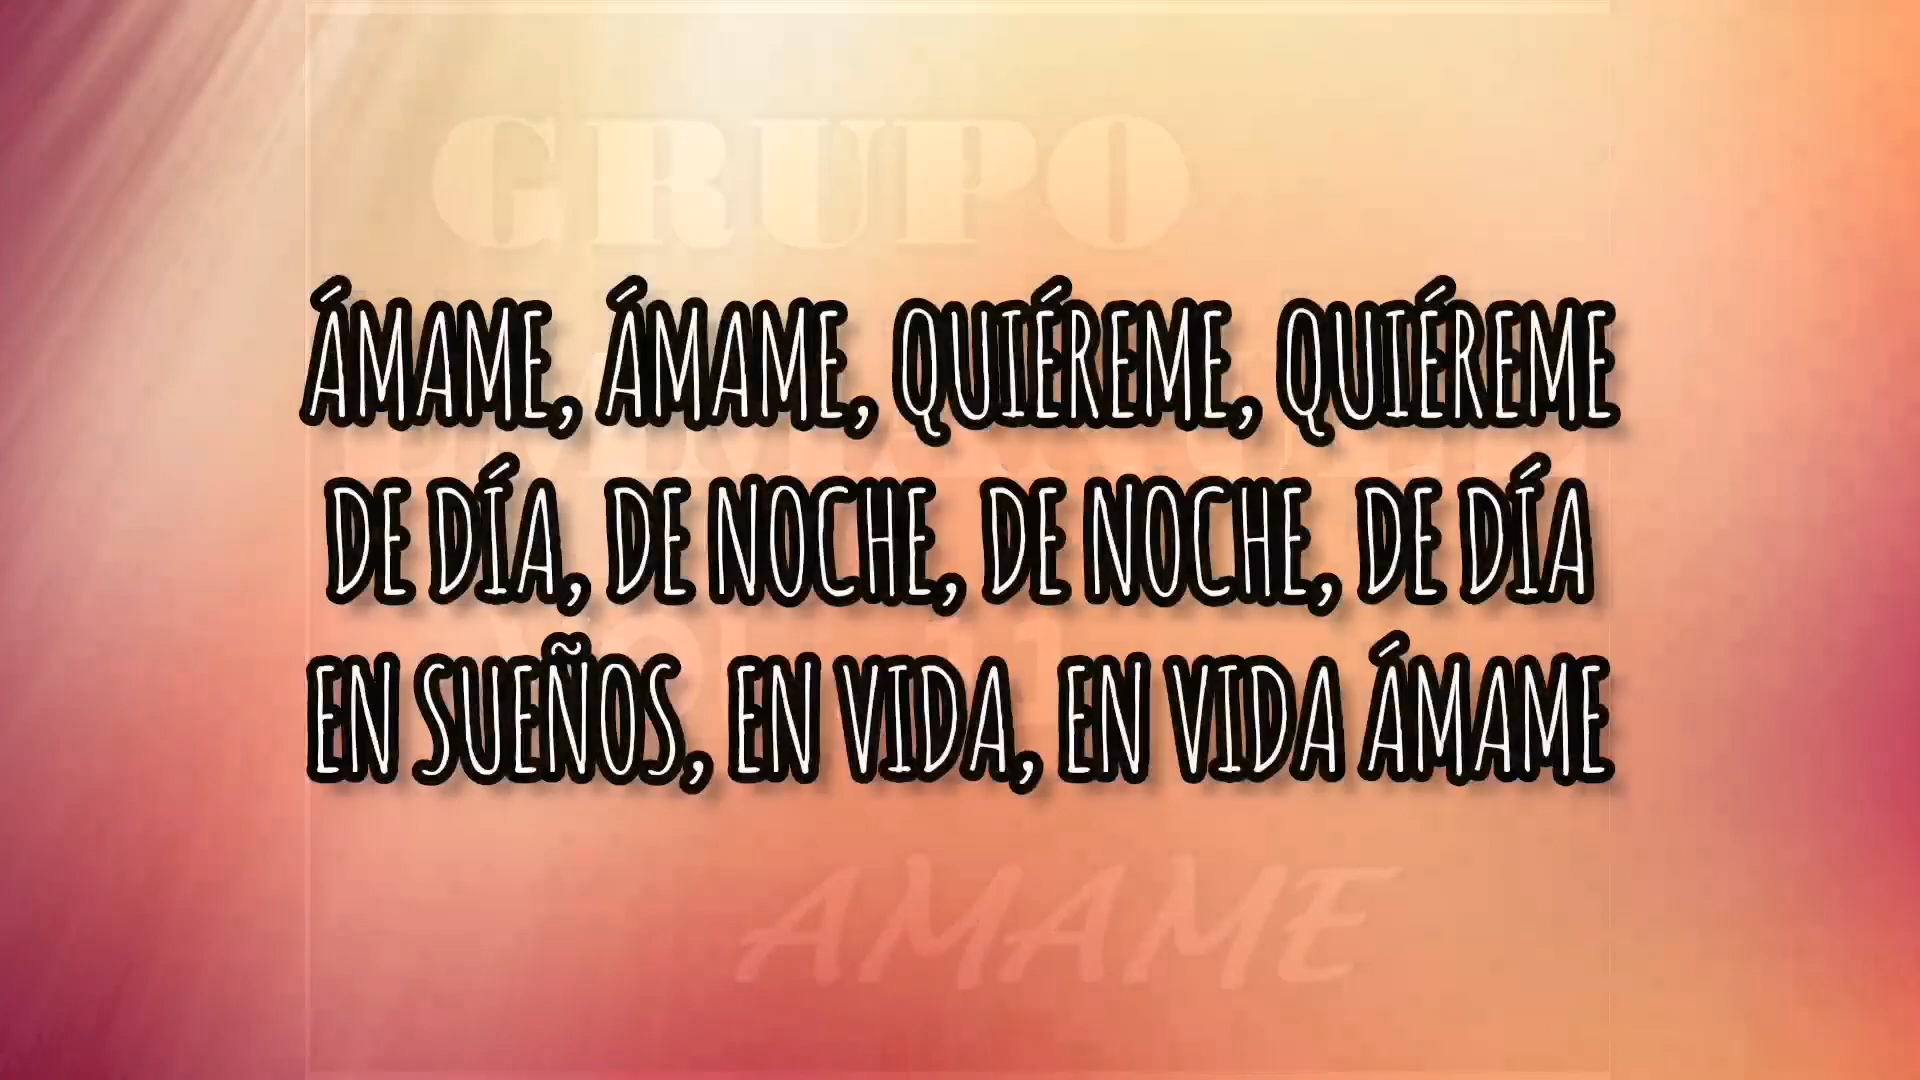 GRUPO
ÁMAME, ÁMAME, QUIÉREME, QUIÉREME
DE DÍA, DE NOCHE, DE NOCHE, DE DÍA
EN SUEÑOS, EN VIDA, EN VIDA ÁMAME
AMAME